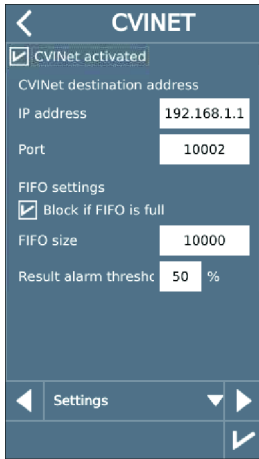 CVINET
CVINet activated
CVINet destination address
IP address 192.168.1.1
Port 10002
FIFO settings
Block if FIFO is full
FIFO size 10000
Result alarm thresho 50 %
Settings